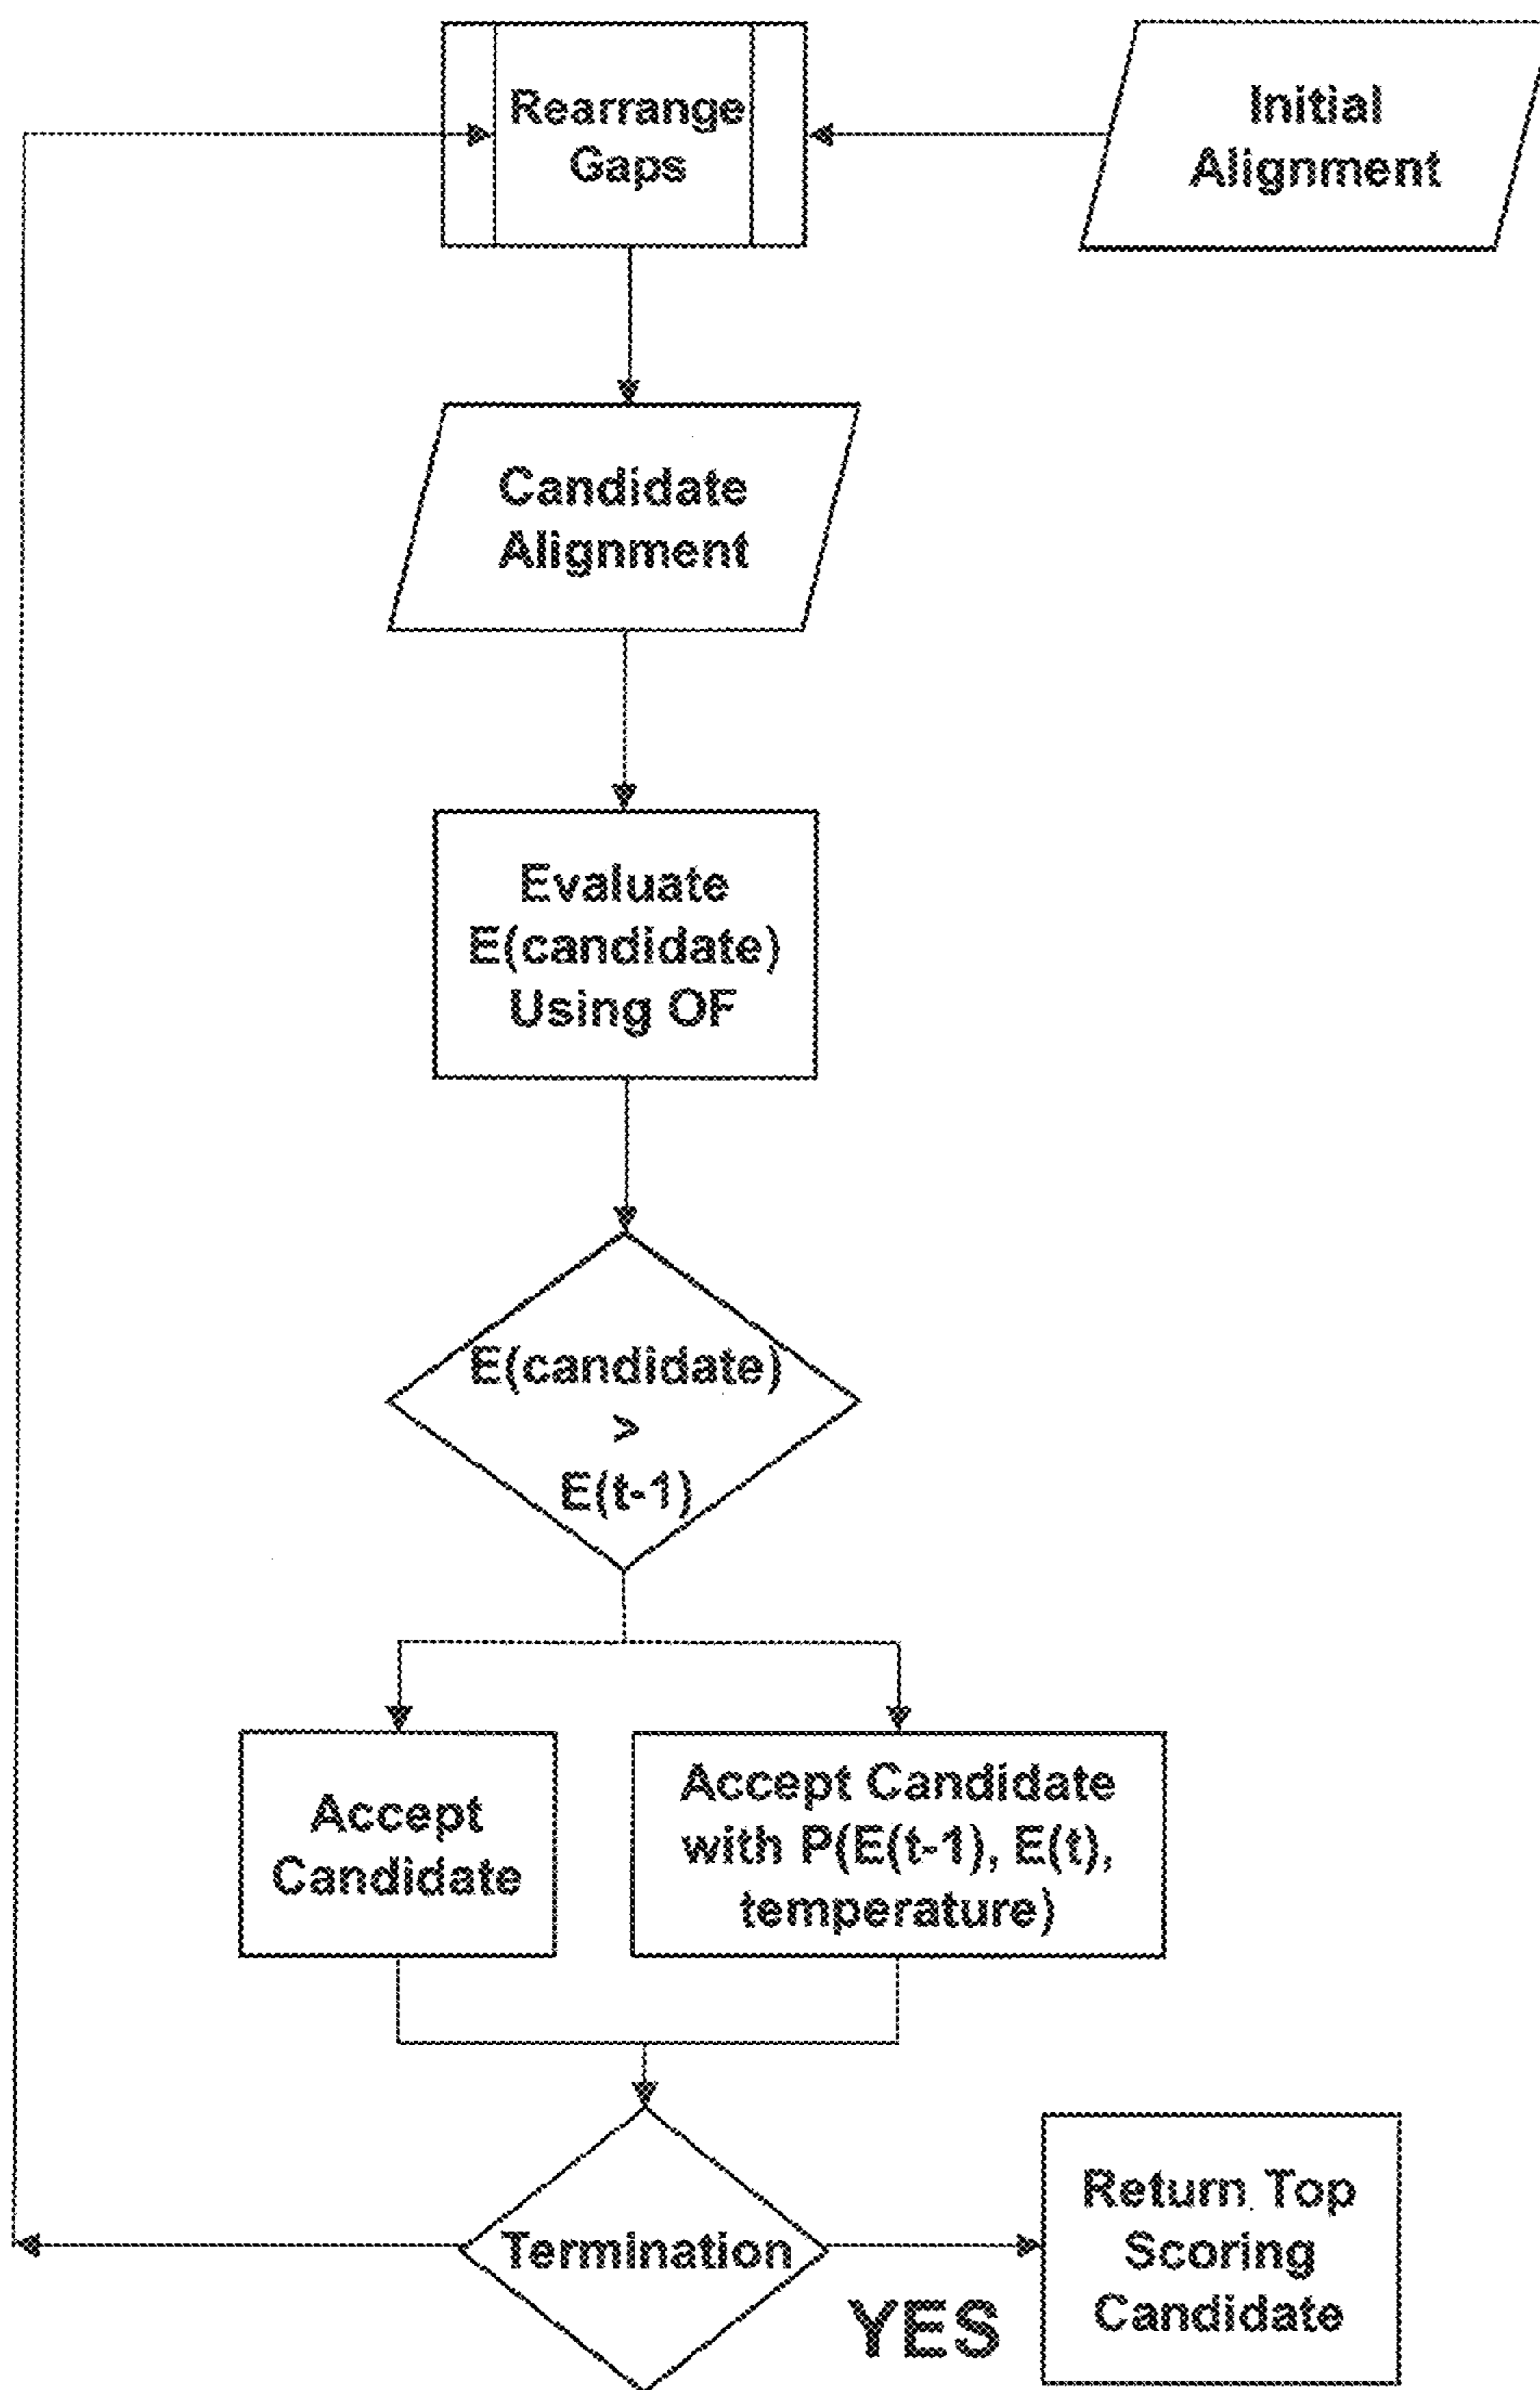 Rearrange
Gaps
Initial
Alignment
Candidate
Alignment
Evaluate
E(candidate)
Using OF
E(candidate)
>
E(t-1)
Accept
Candidate
Accept Candidate
with P(E(t-1), E(t),
temperature)
Termination
YES
Return Top
Scoring
Candidate